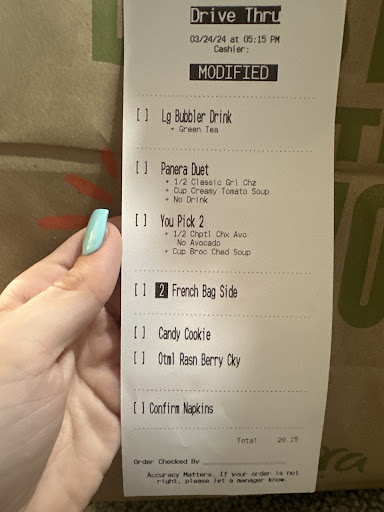 Drive Thru
03/24/24 at 05:15 PM
Cashier:
MODIFIED
[ ] Lg Bubbler Drink
+ Green Tea
[ ] Panera Duet
+ 1/2 Classic Grl Chz
+ Cup Creamy Tomato Soup
+ No Drink
[ ] You Pick 2
+ 1/2 Chptl Chx Avo
No Avocado
+ Cup Broc Ched Soup
[ ] 2 French Bag Side
[ ] Candy Cookie
[ ] Otml Rasn Berry Cky
[ ] Confirm Napkins
Total 29.15
Order Checked By
Accuracy Matters. If your order is not
right, please let a manager know.